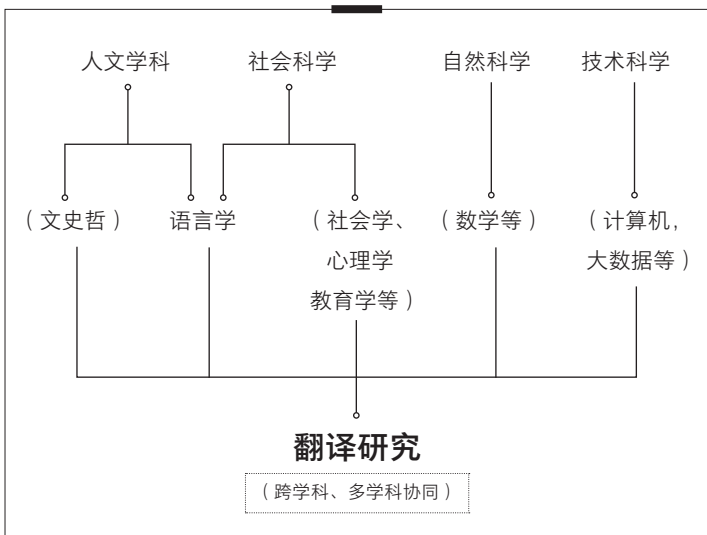 人文学科 社会科学 自然科学 技术科学
（文史哲） 语言学 （社会学、 （数学等） （计算机，
心理学 大数据等）
教育学等）
翻译研究
（跨学科、多学科协同）